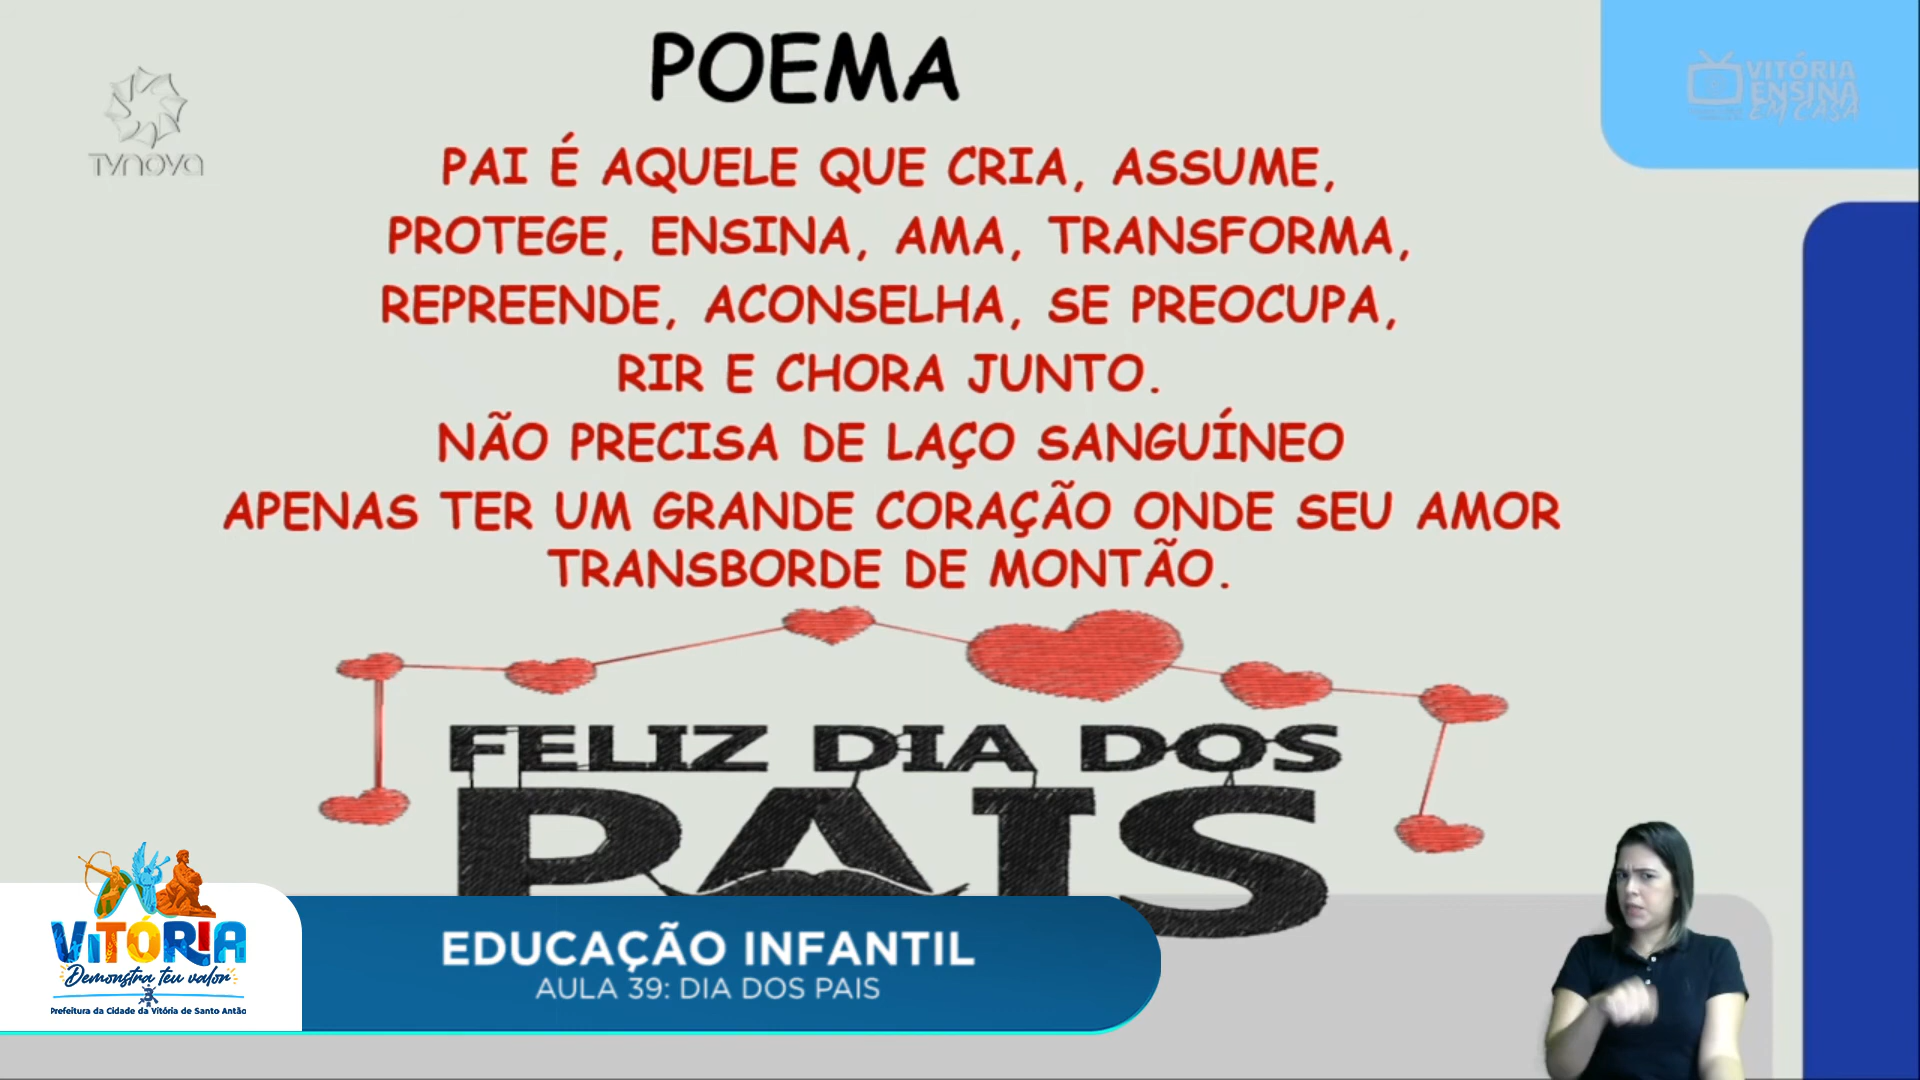 POEMA
TVNOVA
VITÓRIA
ENSINA
EM CASA
PAI É AQUELE QUE CRIA, ASSUME,
PROTEGE, ENSINA, AMA, TRANSFORMA,
REPREENDE, ACONSELHA, SE PREOCUPA,
RIR E CHORA JUNTO.
NÃO PRECISA DE LAÇO SANGUÍNEO
APENAS TER UM GRANDE CORAÇÃO ONDE SEU AMOR
TRANSBORDE DE MONTÃO.
FELIZ DIA DOS
PAIS
VITÓRIA
Demonstra teu valor
Prefeitura da Cidade da Vitória de Santo Antão
EDUCAÇÃO INFANTIL
AULA 39: DIA DOS PAIS